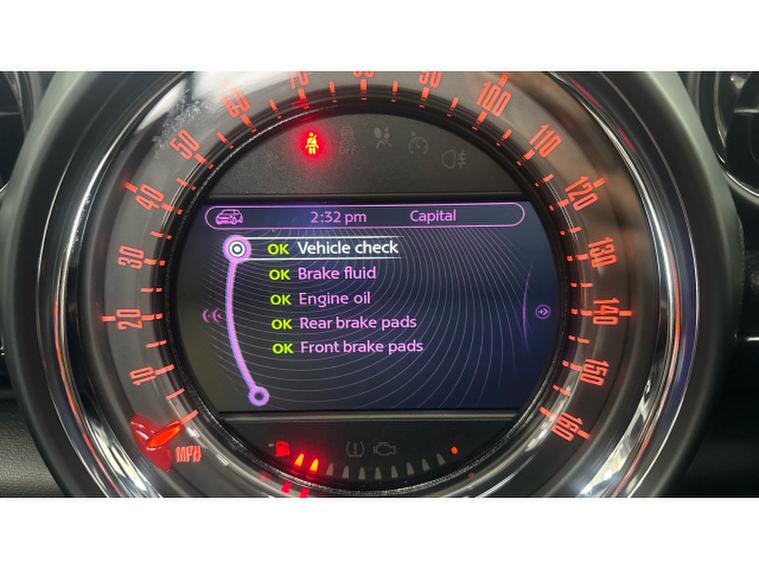 70 80 90
60 100
50 110
OFF
40 120
2:32 pm Capital
OK Vehicle check
30 130
OK Brake fluid
OK Engine oil
20 140
OK Rear brake pads
OK Front brake pads
10 150
160
MPH